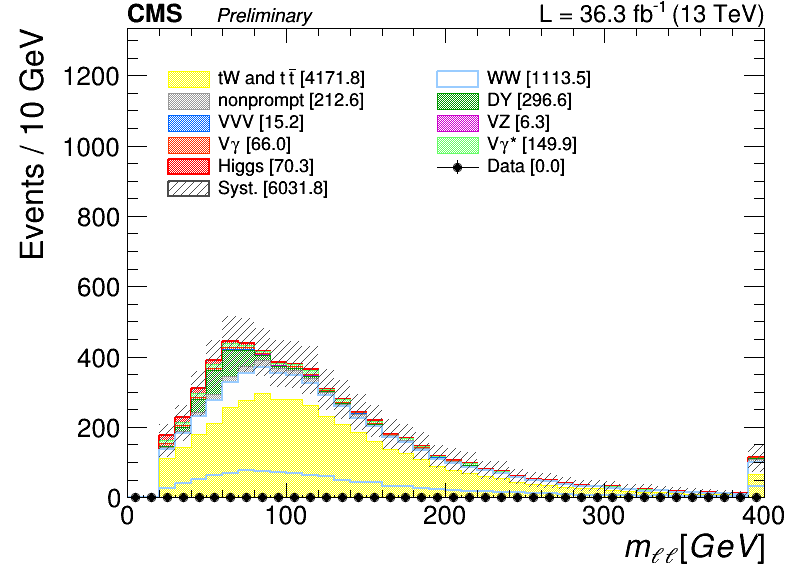 CMS Preliminary L = 36.3 fb⁻¹ (13 TeV)
Events / 10 GeV
1200
1000
800
600
400
200
0
tW and tt̄ [4171.8]
nonprompt [212.6]
VVV [15.2]
Vγ [66.0]
Higgs [70.3]
Syst. [6031.8]
WW [1113.5]
DY [296.6]
VZ [6.3]
Vγ* [149.9]
Data [0.0]
0 100 200 300 400
mℓℓ[GeV]